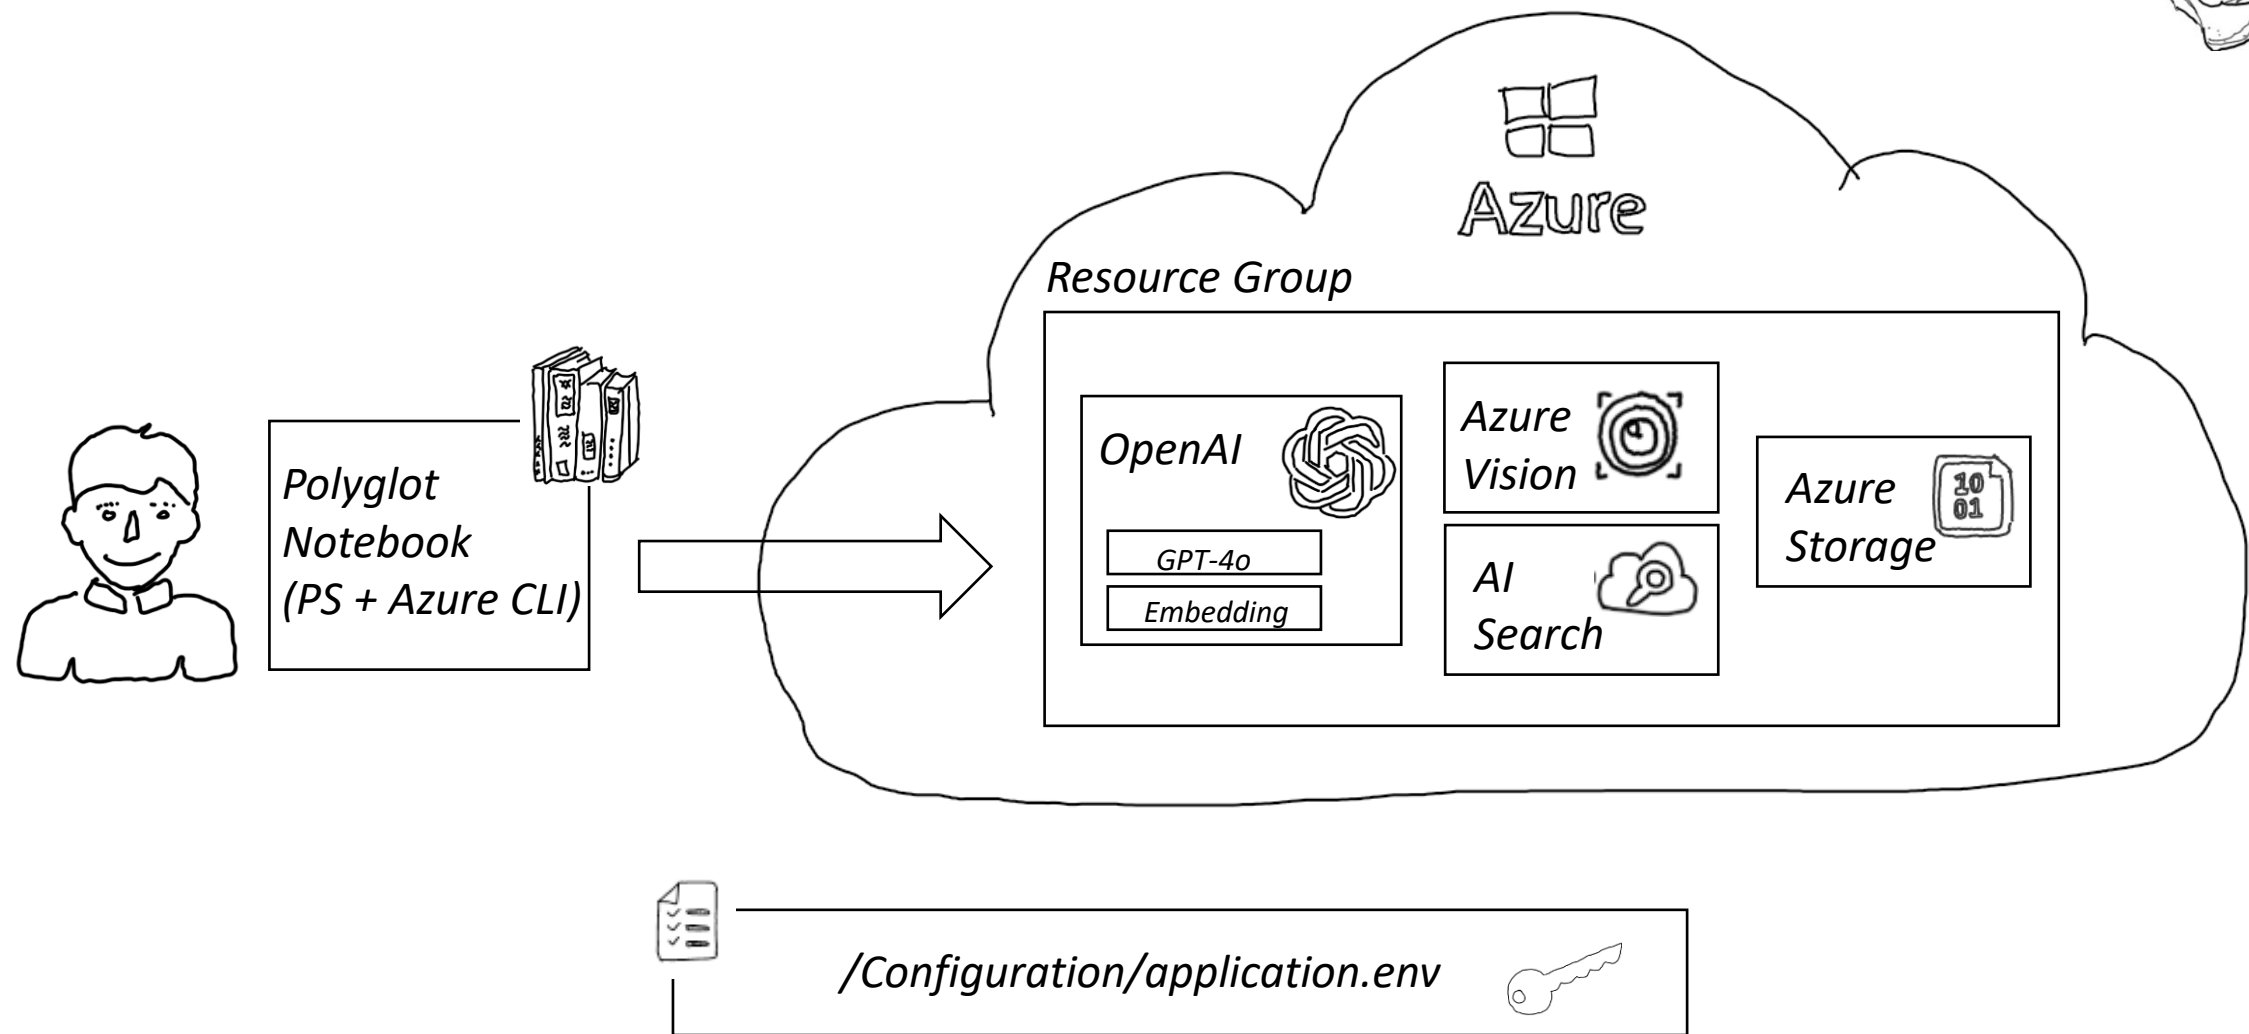 Azure
Resource Group
Polyglot
Notebook
(PS + Azure CLI)
OpenAI
GPT-4o
Embedding
Azure
Vision
AI
Search
Azure
Storage
10
01
/Configuration/application.env